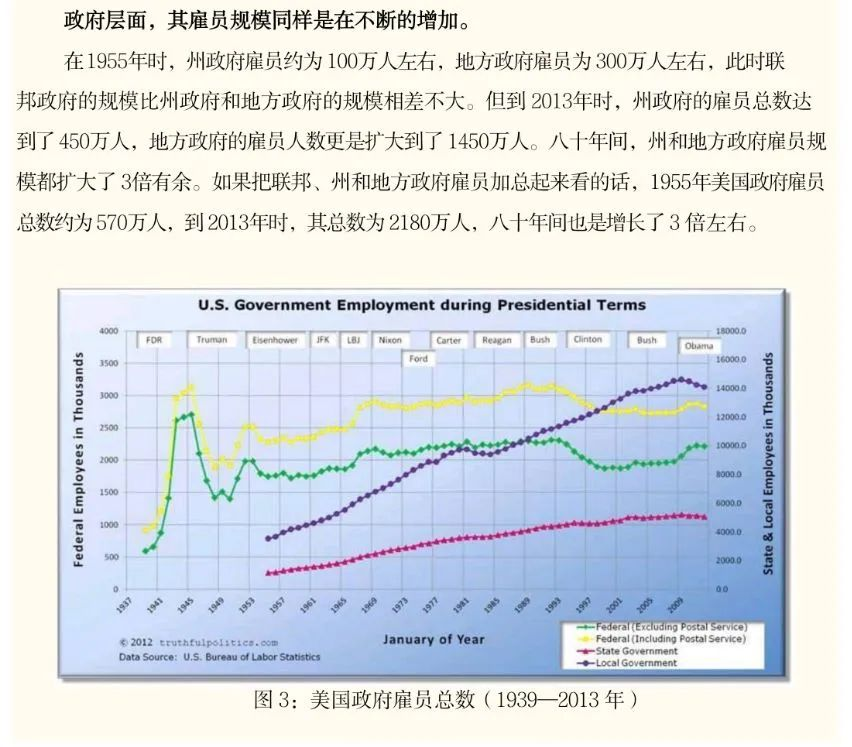 政府层面，其雇员规模同样是在不断的增加。
在1955年时，州政府雇员约为100万人左右，地方政府雇员为300万人左右，此时联
邦政府的规模比州政府和地方政府的规模相差不大。但到2013年时，州政府的雇员总数达
到了450万人，地方政府的雇员人数更是扩大到了1450万人。八十年间，州和地方政府雇员规
模都扩大了3倍有余。如果把联邦、州和地方政府雇员加总起来看的话，1955年美国政府雇员
总数约为570万人，到2013年时，其总数为2180万人，八十年间也是增长了3倍左右。
U.S. Government Employment during Presidential Terms
FDR Truman Eisenhower JFK LBJ Nixon Ford Carter Reagan Bush Clinton Bush Obama
Federal Employees in Thousands
4000
3500
3000
2500
2000
1500
1000
500
0
18000.0
16000.0
14000.0
12000.0
10000.0
8000.0
6000.0
4000.0
2000.0
0.0
State & Local Employees in Thousands
1937 1941 1945 1949 1953 1957 1961 1965 1969 1973 1977 1981 1985 1989 1993 1997 2001 2005 2009
January of Year
Federal (Excluding Postal Service)
Federal (Including Postal Service)
State Government
Local Government
© 2012 truthfulpolitics.com
Data Source: U.S. Bureau of Labor Statistics
图3：美国政府雇员总数（1939—2013年）